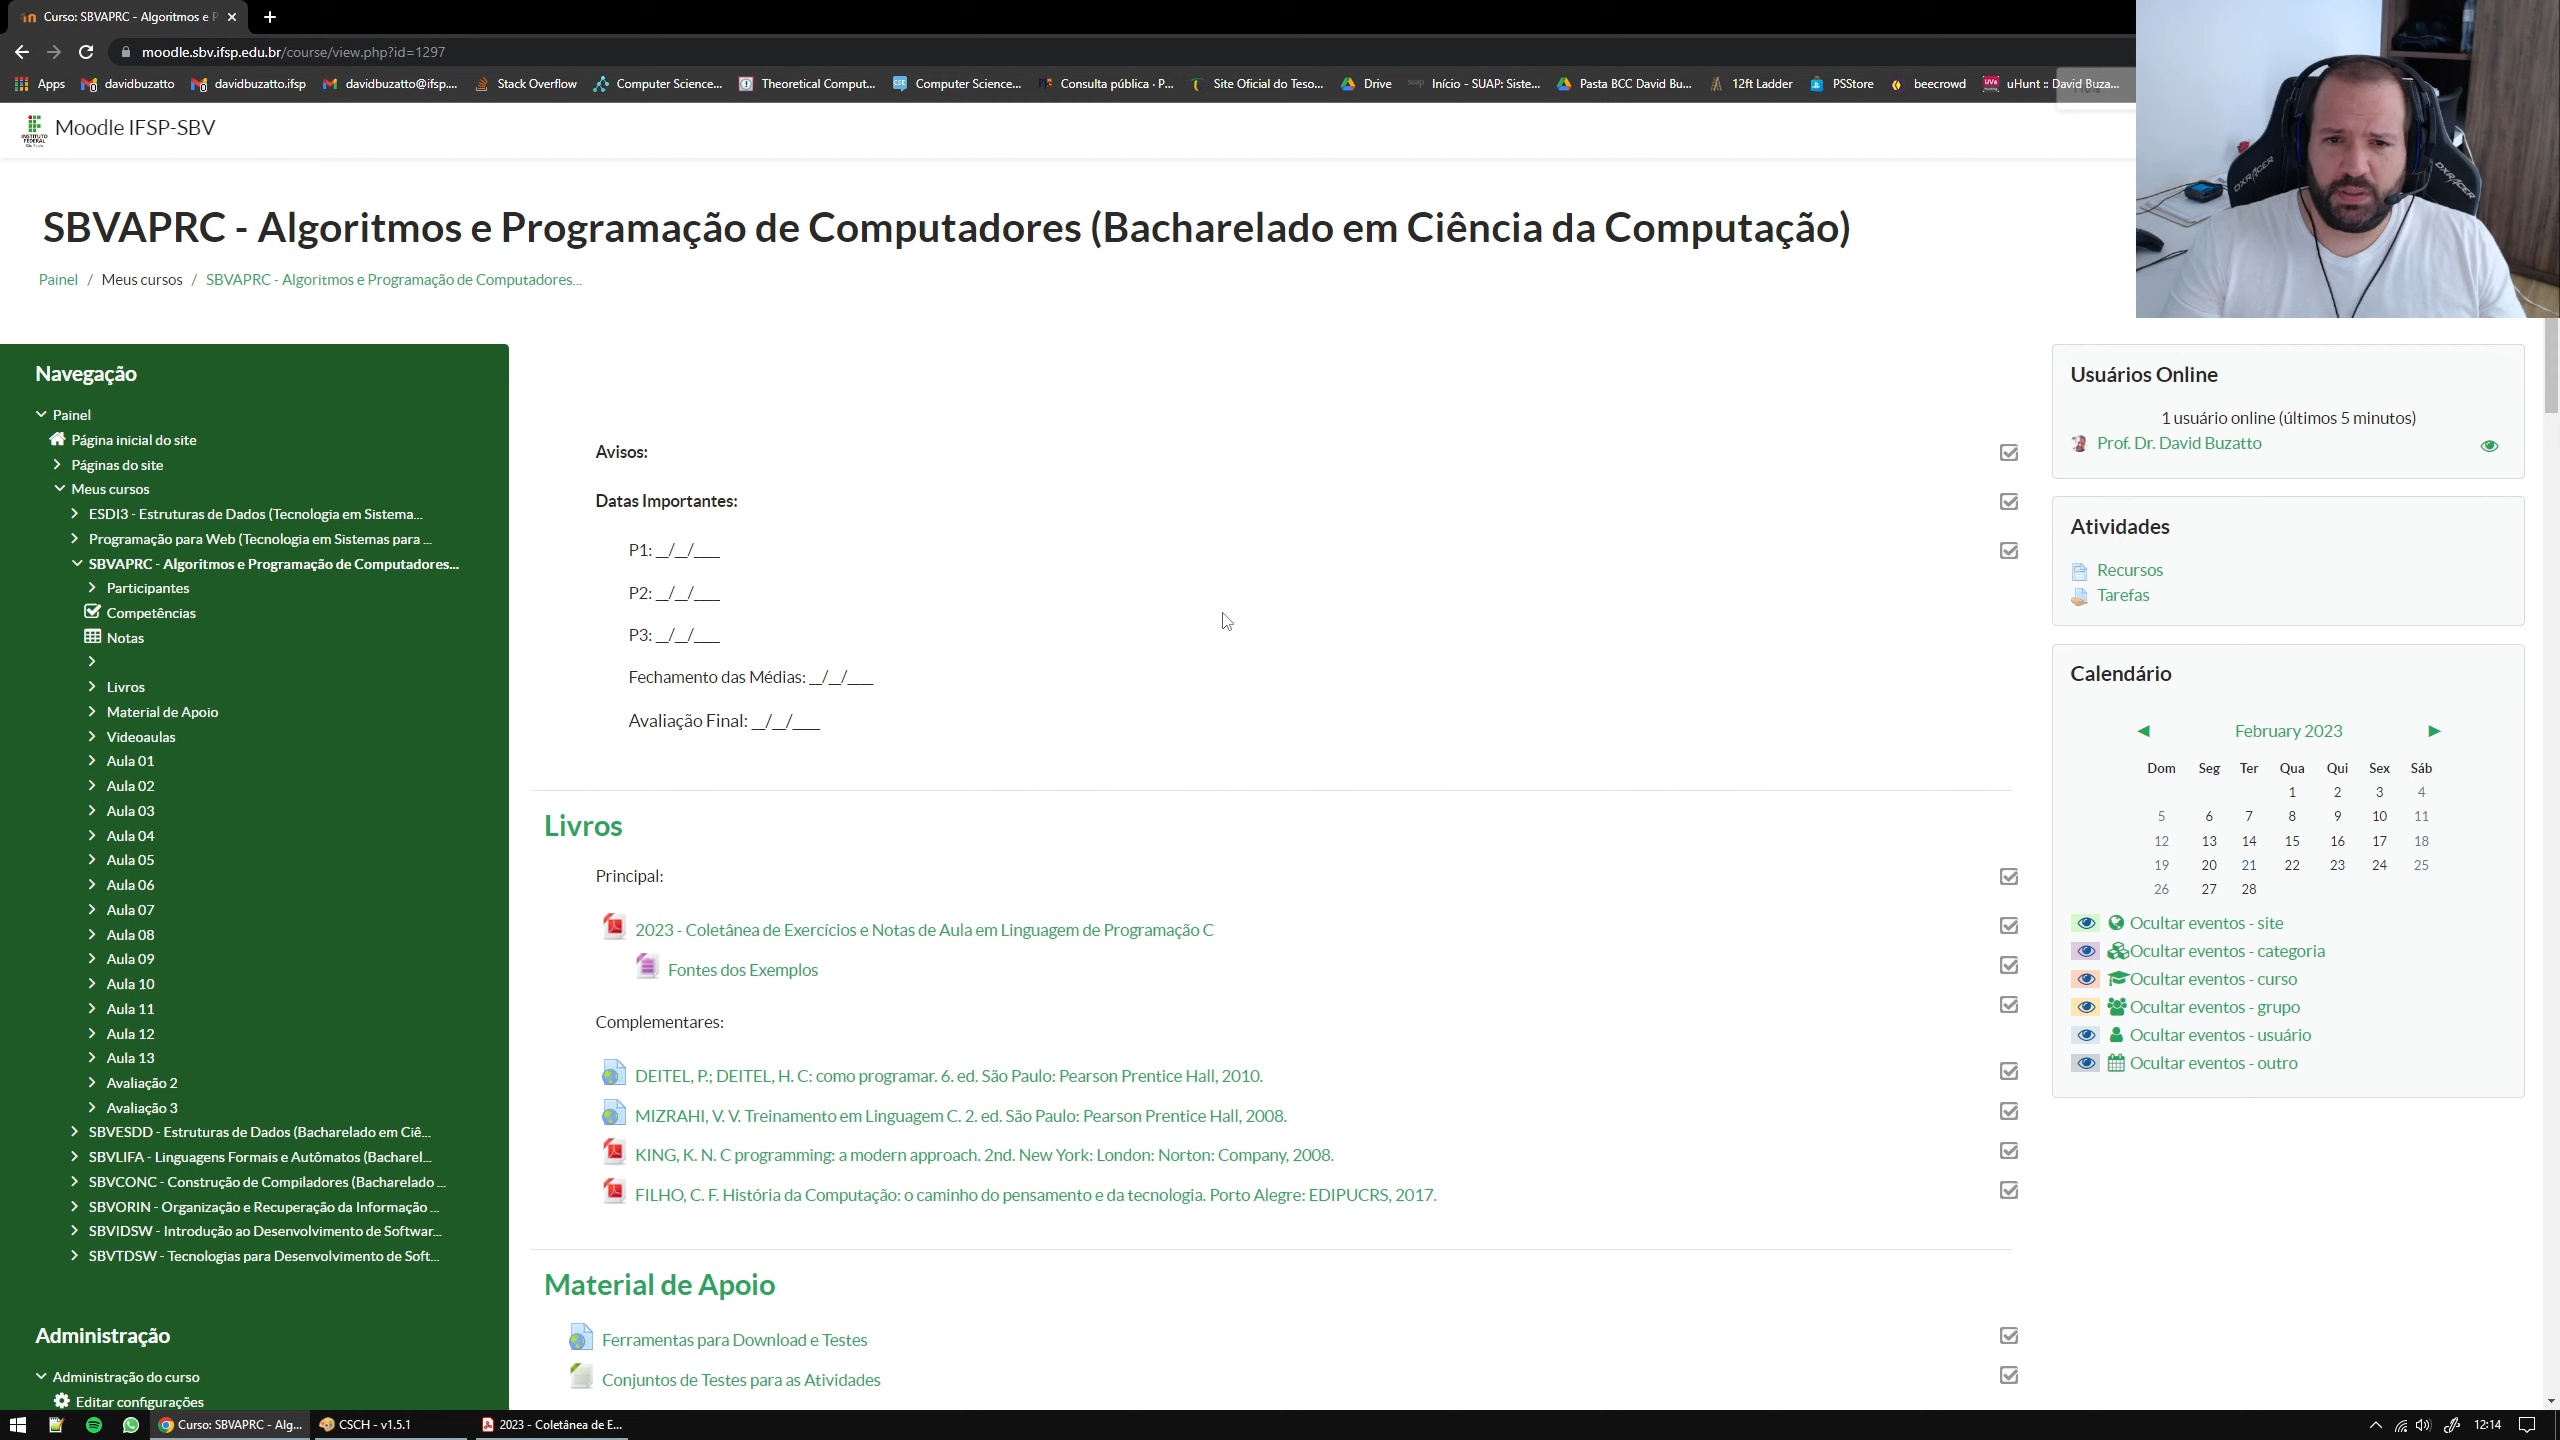 Curso: SBVAPRC - Algoritmos e P
moodle.sbv.ifsp.edu.br/course/view.php?id=1297
Apps davidbuzatto davidbuzatto.ifsp davidbuzatto@ifsp.... Stack Overflow Computer Science... Theoretical Comput... Computer Science... Consulta pública · P... Site Oficial do Teso... Drive Início - SUAP: Siste... Pasta BCC David Bu... 12ft Ladder PSStore beecrowd uHunt :: David Buza...
Moodle IFSP-SBV
SBVAPRC - Algoritmos e Programação de Computadores (Bacharelado em Ciência da Computação)
Painel / Meus cursos / SBVAPRC - Algoritmos e Programação de Computadores...
Navegação
Painel
Página inicial do site
Páginas do site
Meus cursos
ESDI3 - Estruturas de Dados (Tecnologia em Sistema...
Programação para Web (Tecnologia em Sistemas para ...
SBVAPRC - Algoritmos e Programação de Computadores...
Participantes
Competências
Notas
Livros
Material de Apoio
Videoaulas
Aula 01
Aula 02
Aula 03
Aula 04
Aula 05
Aula 06
Aula 07
Aula 08
Aula 09
Aula 10
Aula 11
Aula 12
Aula 13
Avaliação 2
Avaliação 3
SBVESDD - Estruturas de Dados (Bacharelado em Ciê...
SBVLIFA - Linguagens Formais e Autômatos (Bacharel...
SBVCONC - Construção de Compiladores (Bacharelado ...
SBVORIN - Organização e Recuperação da Informação ...
SBVIDSW - Introdução ao Desenvolvimento de Softwar...
SBVTDSW - Tecnologias para Desenvolvimento de Soft...
Administração
Administração do curso
Editar configurações
Avisos:
Datas Importantes:
P1: __/__/____
P2: __/__/____
P3: __/__/____
Fechamento das Médias: __/__/____
Avaliação Final: __/__/____
Livros
Principal:
2023 - Coletânea de Exercícios e Notas de Aula em Linguagem de Programação C
Fontes dos Exemplos
Complementares:
DEITEL, P.; DEITEL, H. C: como programar. 6. ed. São Paulo: Pearson Prentice Hall, 2010.
MIZRAHI, V. V. Treinamento em Linguagem C. 2. ed. São Paulo: Pearson Prentice Hall, 2008.
KING, K. N. C programming: a modern approach. 2nd. New York: London: Norton: Company, 2008.
FILHO, C. F. História da Computação: o caminho do pensamento e da tecnologia. Porto Alegre: EDIPUCRS, 2017.
Material de Apoio
Ferramentas para Download e Testes
Conjuntos de Testes para as Atividades
Usuários Online
1 usuário online (últimos 5 minutos)
Prof. Dr. David Buzatto
Atividades
Recursos
Tarefas
Calendário
February 2023
Dom Seg Ter Qua Qui Sex Sáb
1 2 3 4
5 6 7 8 9 10 11
12 13 14 15 16 17 18
19 20 21 22 23 24 25
26 27 28
Ocultar eventos - site
Ocultar eventos - categoria
Ocultar eventos - curso
Ocultar eventos - grupo
Ocultar eventos - usuário
Ocultar eventos - outro
DXRACER
DXRACER
Curso: SBVAPRC - Alg... CSCH - v1.5.1 2023 - Coletânea de E... 12:14